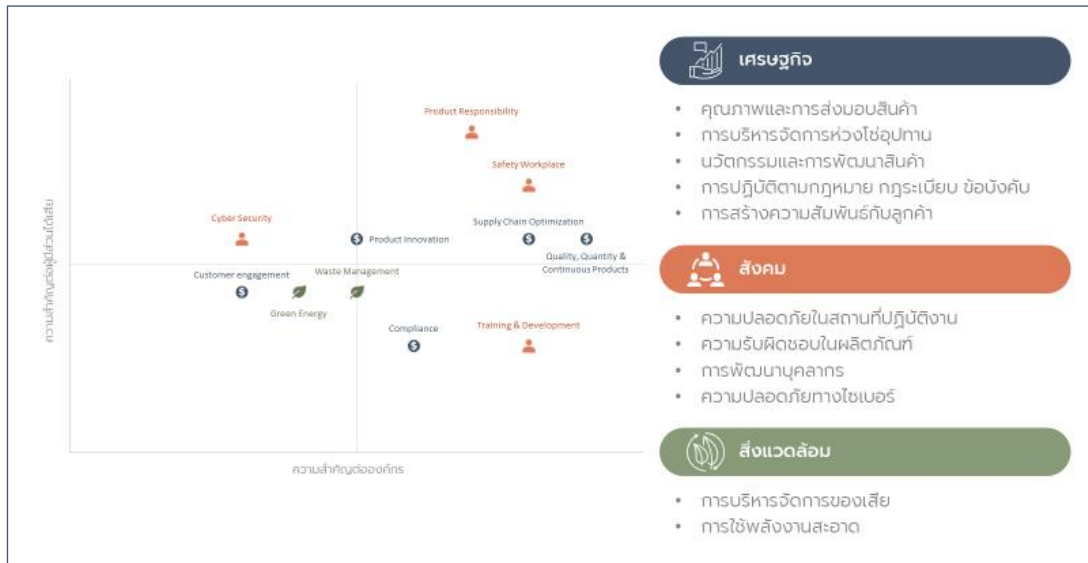 Product Responsibility
Safety Workplace
Cyber Security
Supply Chain Optimization
Product Innovation
Quality, Quantity &
Continuous Products
Customer engagement
Waste Management
Green Energy
Compliance
Training & Development
ความสำคัญต่อผู้มีส่วนได้เสีย
ความสำคัญต่อองค์กร
เศรษฐกิจ
• คุณภาพและการส่งมอบสินค้า
• การบริหารจัดการห่วงโซ่อุปทาน
• นวัตกรรมและการพัฒนาสินค้า
• การปฏิบัติตามกฎหมาย กฎระเบียบ ข้อบังคับ
• การสร้างความสัมพันธ์กับลูกค้า
สังคม
• ความปลอดภัยในสถานที่ปฏิบัติงาน
• ความรับผิดชอบในผลิตภัณฑ์
• การพัฒนาบุคลากร
• ความปลอดภัยทางไซเบอร์
สิ่งแวดล้อม
• การบริหารจัดการของเสีย
• การใช้พลังงานสะอาด